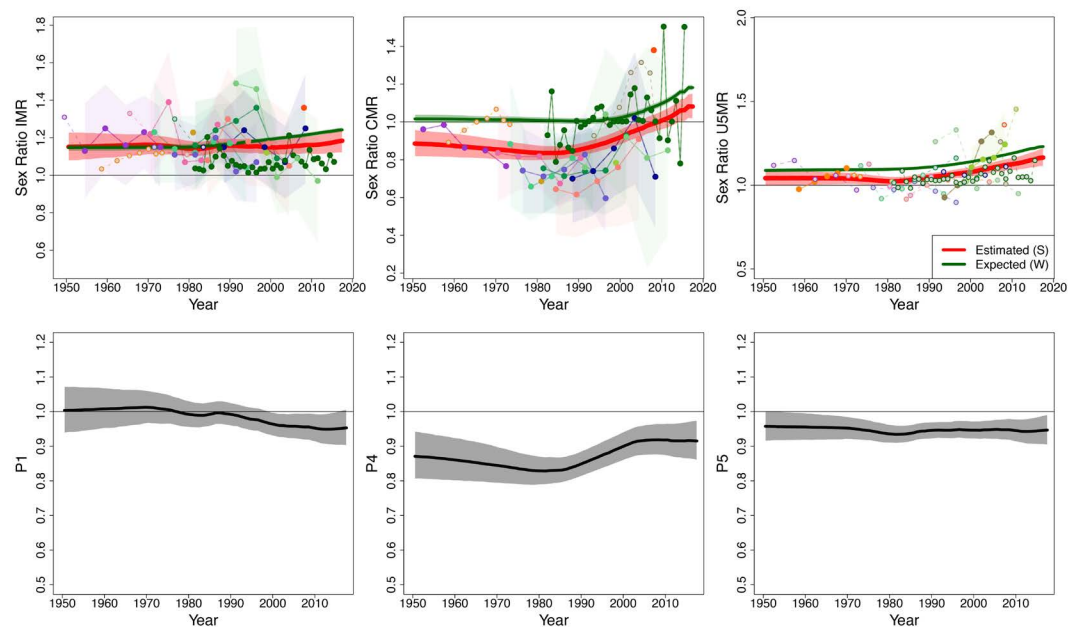 Sex Ratio IMR
0.6 0.8 1.0 1.2 1.4 1.6 1.8
1950 1960 1970 1980 1990 2000 2010 2020
Year
Sex Ratio CMR
0.2 0.4 0.6 0.8 1.0 1.2 1.4
1950 1960 1970 1980 1990 2000 2010 2020
Year
Sex Ratio U5MR
0.5 1.0 1.5 2.0
Estimated (S)
Expected (W)
1950 1960 1970 1980 1990 2000 2010 2020
Year
P1
0.5 0.6 0.7 0.8 0.9 1.0 1.1 1.2
1950 1960 1970 1980 1990 2000 2010
Year
P4
0.5 0.6 0.7 0.8 0.9 1.0 1.1 1.2
1950 1960 1970 1980 1990 2000 2010
Year
P5
0.5 0.6 0.7 0.8 0.9 1.0 1.1 1.2
1950 1960 1970 1980 1990 2000 2010
Year